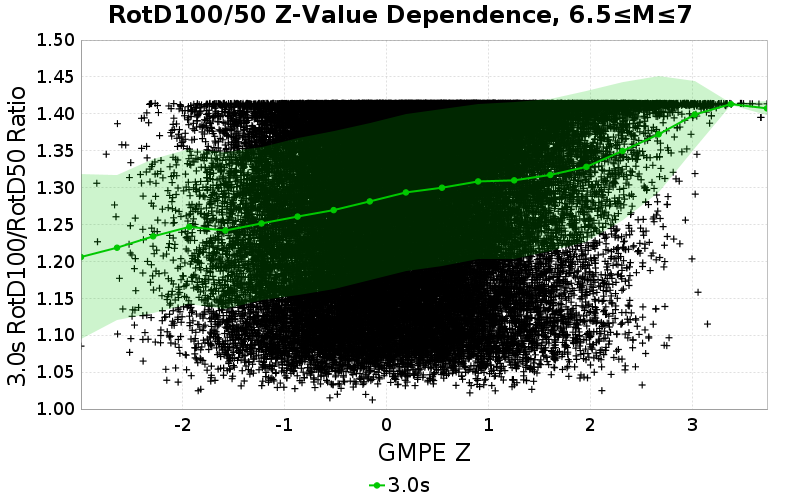 RotD100/50 Z-Value Dependence, 6.5≤M≤7
1.50
1.45
1.40
1.35
1.30
1.25
1.20
1.15
1.10
1.05
1.00
3.0s RotD100/RotD50 Ratio
-2 -1 0 1 2 3
GMPE Z
3.0s